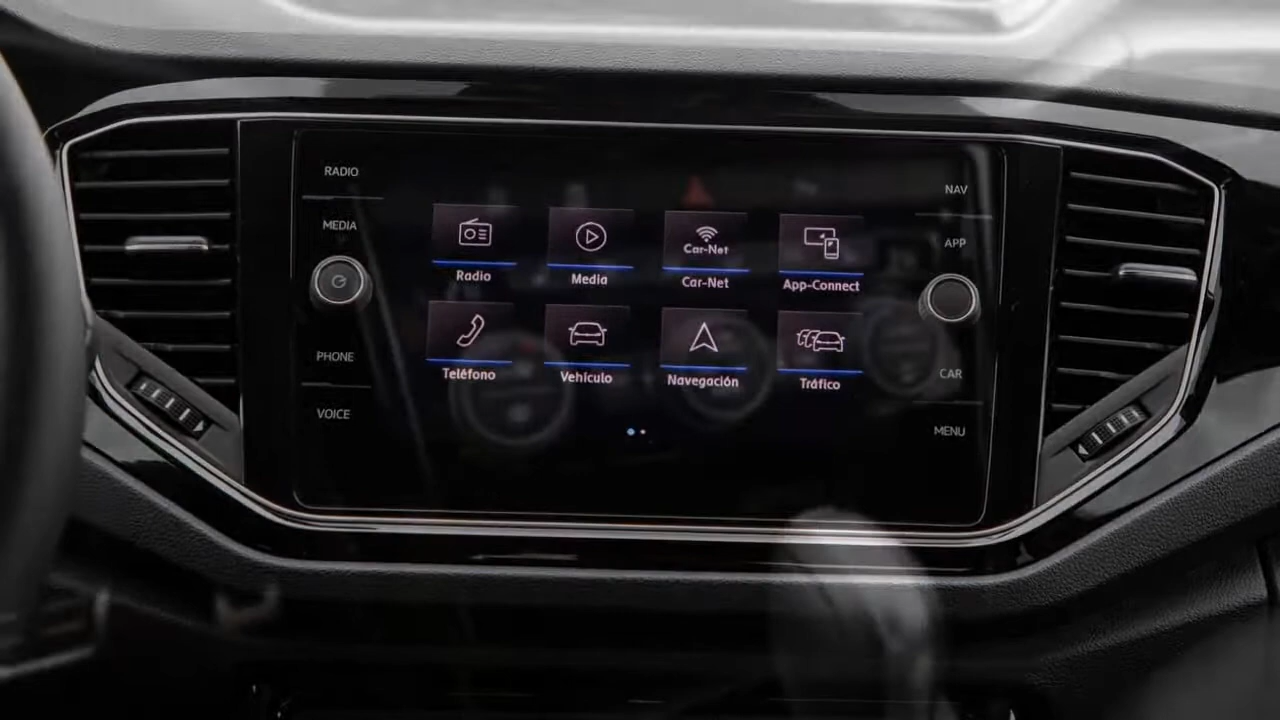 RADIO
MEDIA
PHONE
VOICE
Radio
Media
Car-Net
Car-Net
App-Connect
Teléfono
Vehículo
Navegación
Tráfico
NAV
APP
CAR
MENU